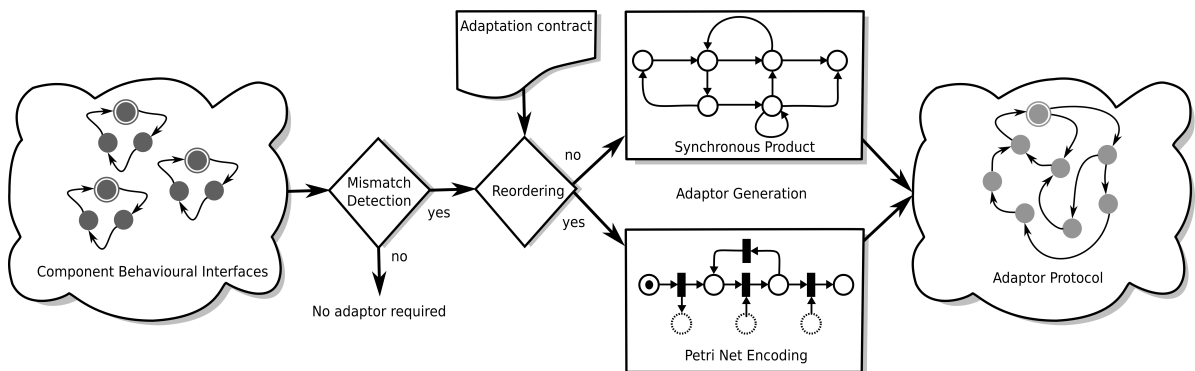 Component Behavioural Interfaces
Mismatch
Detection
yes
no
No adaptor required
Adaptation contract
Reordering
no
yes
Synchronous Product
Adaptor Generation
Petri Net Encoding
Adaptor Protocol